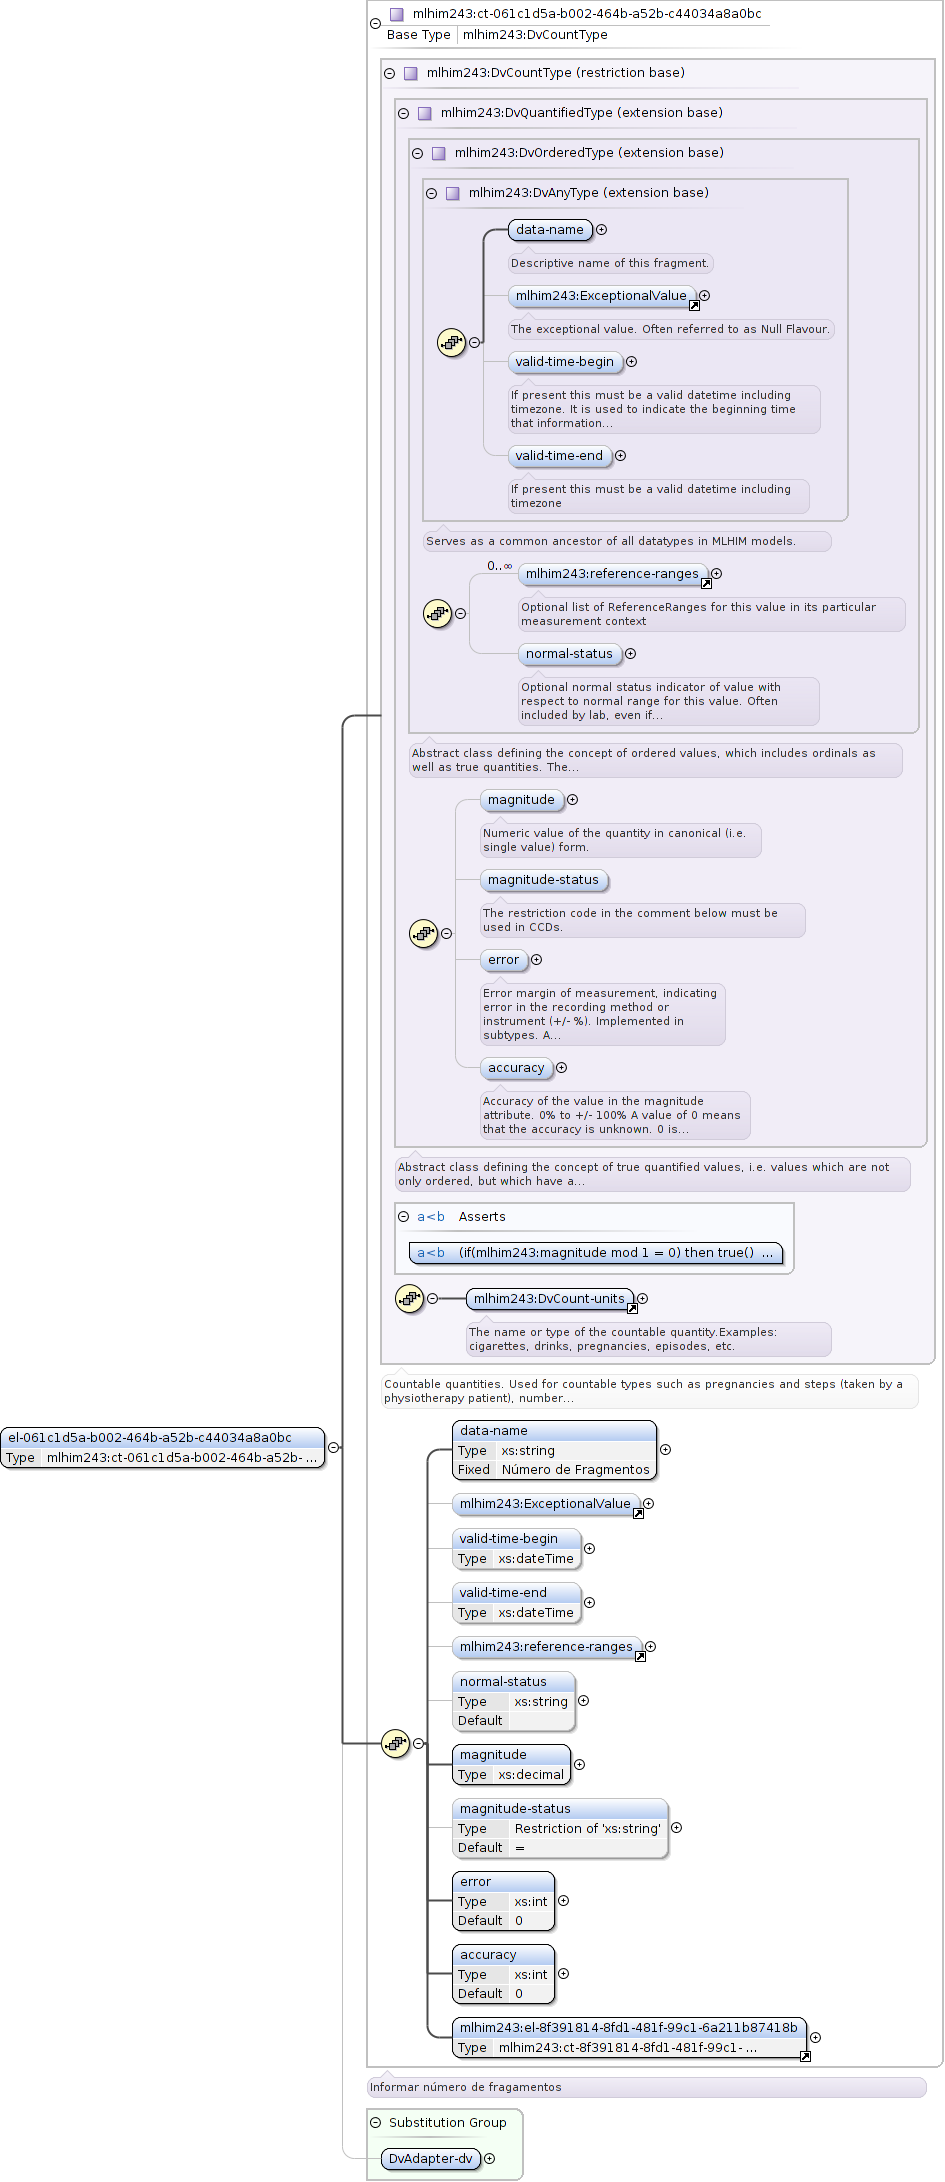 mlhim243:ct-061c1d5a-b002-464b-a52b-c44034a8a0bc
Base Type mlhim243:DvCountType
mlhim243:DvCountType (restriction base)
mlhim243:DvQuantifiedType (extension base)
mlhim243:DvOrderedType (extension base)
mlhim243:DvAnyType (extension base)
data-name
Descriptive name of this fragment.
mlhim243:ExceptionalValue
The exceptional value. Often referred to as Null Flavour.
valid-time-begin
If present this must be a valid datetime including
timezone. It is used to indicate the beginning time
that information...
valid-time-end
If present this must be a valid datetime including
timezone
Serves as a common ancestor of all datatypes in MLHIM models.
0..∞
mlhim243:reference-ranges
Optional list of ReferenceRanges for this value in its particular
measurement context
normal-status
Optional normal status indicator of value with
respect to normal range for this value. Often
included by lab, even if...
Abstract class defining the concept of ordered values, which includes ordinals as
well as true quantities. The...
magnitude
Numeric value of the quantity in canonical (i.e.
single value) form.
magnitude-status
The restriction code in the comment below must be
used in CCDs.
error
Error margin of measurement, indicating
error in the recording method or
instrument (+/- %). Implemented in
subtypes. A...
accuracy
Accuracy of the value in the magnitude
attribute. 0% to +/- 100% A value of 0 means
that the accuracy is unknown. 0 is...
Abstract class defining the concept of true quantified values, i.e. values which are not
only ordered, but which have a...
a<b Asserts
a<b (if(mlhim243:magnitude mod 1 = 0) then true() ...
mlhim243:DvCount-units
The name or type of the countable quantity.Examples:
cigarettes, drinks, pregnancies, episodes, etc.
Countable quantities. Used for countable types such as pregnancies and steps (taken by a
physiotherapy patient), number...
el-061c1d5a-b002-464b-a52b-c44034a8a0bc
Type mlhim243:ct-061c1d5a-b002-464b-a52b- ...
data-name
Type xs:string
Fixed Número de Fragmentos
mlhim243:ExceptionalValue
valid-time-begin
Type xs:dateTime
valid-time-end
Type xs:dateTime
mlhim243:reference-ranges
normal-status
Type xs:string
Default
magnitude
Type xs:decimal
magnitude-status
Type Restriction of 'xs:string'
Default =
error
Type xs:int
Default 0
accuracy
Type xs:int
Default 0
mlhim243:el-8f391814-8fd1-481f-99c1-6a211b87418b
Type mlhim243:ct-8f391814-8fd1-481f-99c1- ...
Informar número de fragamentos
Substitution Group
DvAdapter-dv